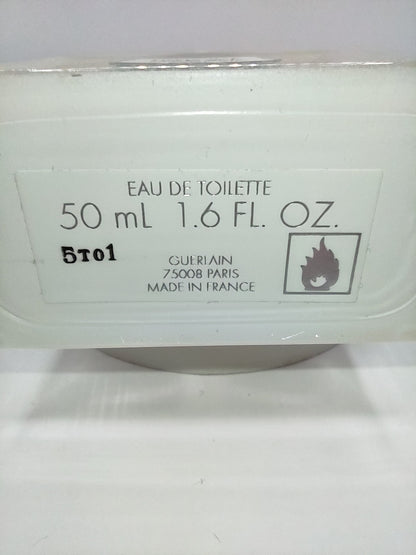 EAU DE TOILETTE
50 mL 1.6 FL. OZ.
5T01
GUERLAIN
75008 PARIS
MADE IN FRANCE